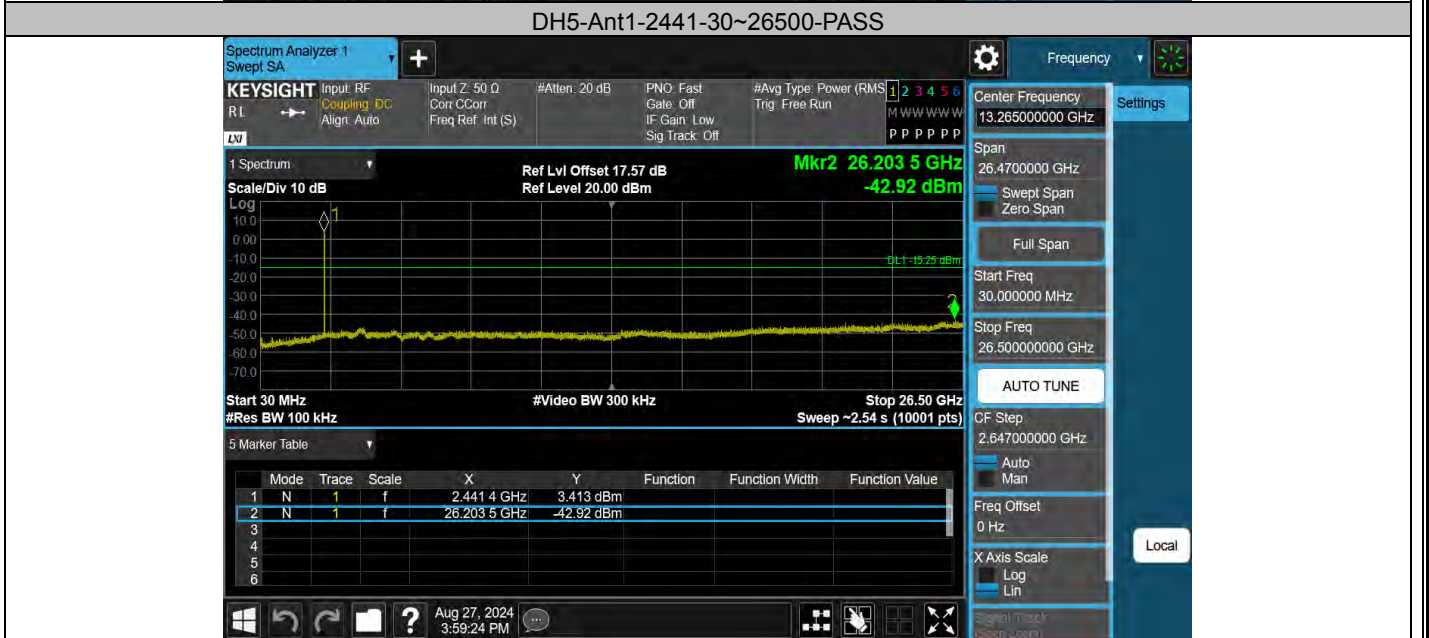 DH5-Ant1-2441-30~26500-PASS
Spectrum Analyzer 1
Swept SA
Frequency
KEYSIGHT
Input: RF
Coupling: DC
Align: Auto
Input Z: 50 Ω
Corr CCorr
Freq Ref: Int (S)
#Atten: 20 dB
PNO: Fast
Gate: Off
IF Gain: Low
Sig Track: Off
#Avg Type: Power (RMS
Trig: Free Run
1 2 3 4 5 6
M W W W W W
P P P P P P
R L
LXI
Center Frequency
13.265000000 GHz
Settings
Span
26.4700000 GHz
Swept Span
Zero Span
Full Span
Start Freq
30.000000 MHz
Stop Freq
26.500000000 GHz
AUTO TUNE
CF Step
2.647000000 GHz
Auto
Man
Freq Offset
0 Hz
X Axis Scale
Log
Lin
Local
1 Spectrum
Ref Lvl Offset 17.57 dB
Mkr2 26.203 5 GHz
Scale/Div 10 dB
Ref Level 20.00 dBm
-42.92 dBm
Log
1
10.0
0.00
-10.0
DL1 -15.25 dBm
-20.0
-30.0
2
-40.0
-50.0
-60.0
-70.0
Start 30 MHz
#Video BW 300 kHz
Stop 26.50 GHz
#Res BW 100 kHz
Sweep ~2.54 s (10001 pts)
5 Marker Table
Mode Trace Scale X Y Function Function Width Function Value
1 N 1 f 2.441 4 GHz 3.413 dBm
2 N 1 f 26.203 5 GHz -42.92 dBm
3
4
5
6
?
Aug 27, 2024
3:59:24 PM